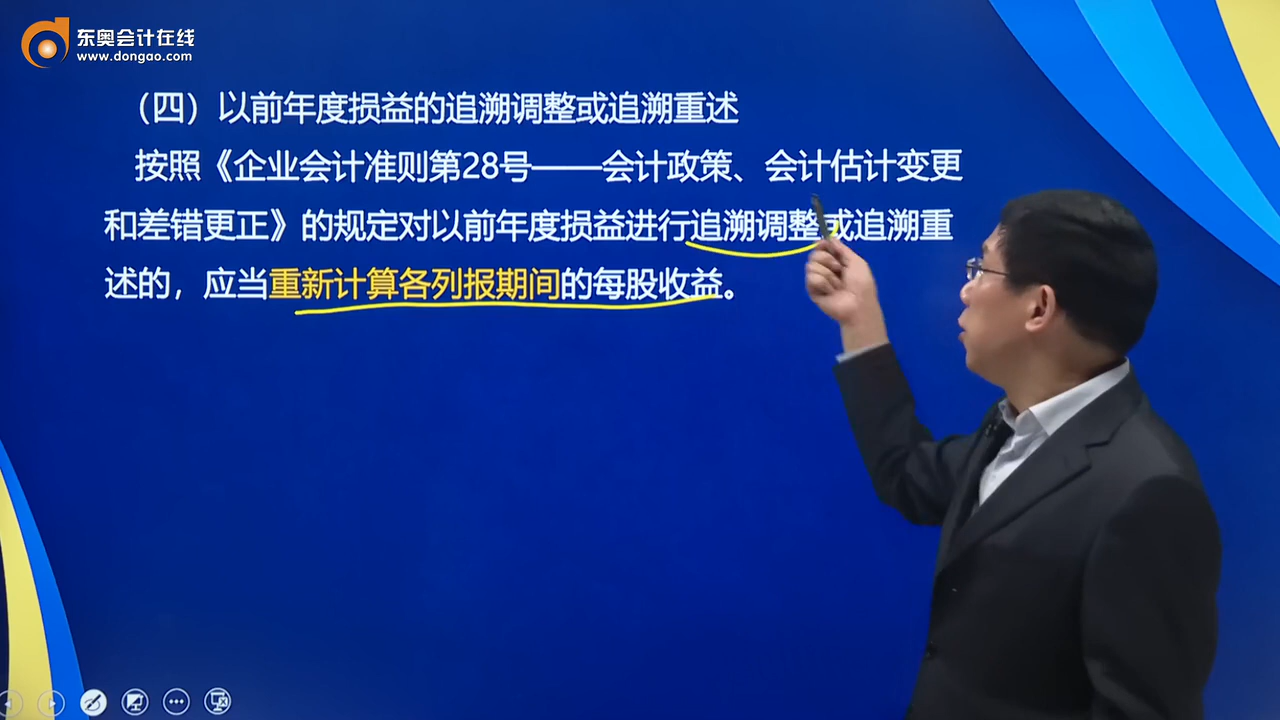 东奥会计在线
www.dongao.com
（四）以前年度损益的追溯调整或追溯重述
按照《企业会计准则第28号——会计政策、会计估计变更
和差错更正》的规定对以前年度损益进行追溯调整或追溯重
述的，应当重新计算各列报期间的每股收益。